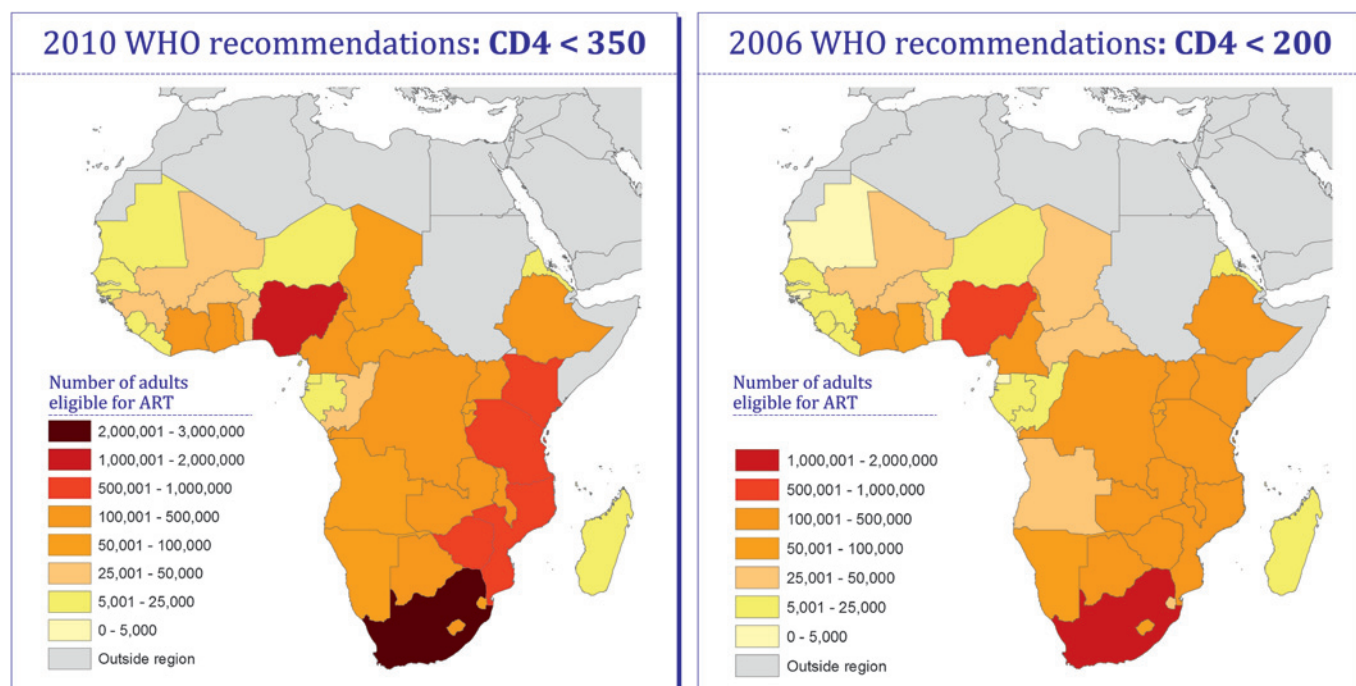 2010 WHO recommendations: CD4 < 350
Number of adults
eligible for ART
2,000,001 - 3,000,000
1,000,001 - 2,000,000
500,001 - 1,000,000
100,001 - 500,000
50,001 - 100,000
25,001 - 50,000
5,001 - 25,000
0 - 5,000
Outside region
2006 WHO recommendations: CD4 < 200
Number of adults
eligible for ART
1,000,001 - 2,000,000
500,001 - 1,000,000
100,001 - 500,000
50,001 - 100,000
25,001 - 50,000
5,001 - 25,000
0 - 5,000
Outside region